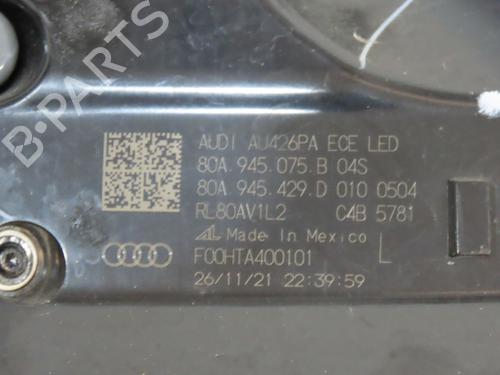 AUDI AU426PA ECE LED
80A.945.075.B 04S
80A.945.429.D 010 0504
RL80AV1L2 C4B 5781
Made In Mexico L
F00HTA400101
26/11/21 22:39:59